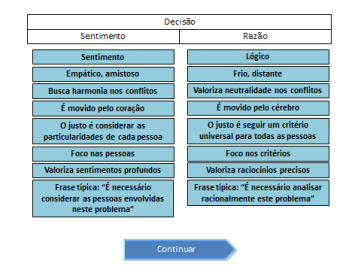 Decisão
Sentimento
Razão
Sentimento
Lógico
Empático, amistoso
Frio, distante
Busca harmonia nos conflitos
Valoriza neutralidade nos conflitos
É movido pelo coração
É movido pelo cérebro
O justo é considerar as
particularidades de cada pessoa
O justo é seguir um critério
universal para todas as pessoas
Foco nas pessoas
Foco nos critérios
Valoriza sentimentos profundos
Valoriza raciocínios precisos
Frase típica: “É necessário
considerar as pessoas envolvidas
neste problema”
Frase típica: “É necessário analisar
racionalmente este problema”
Continuar